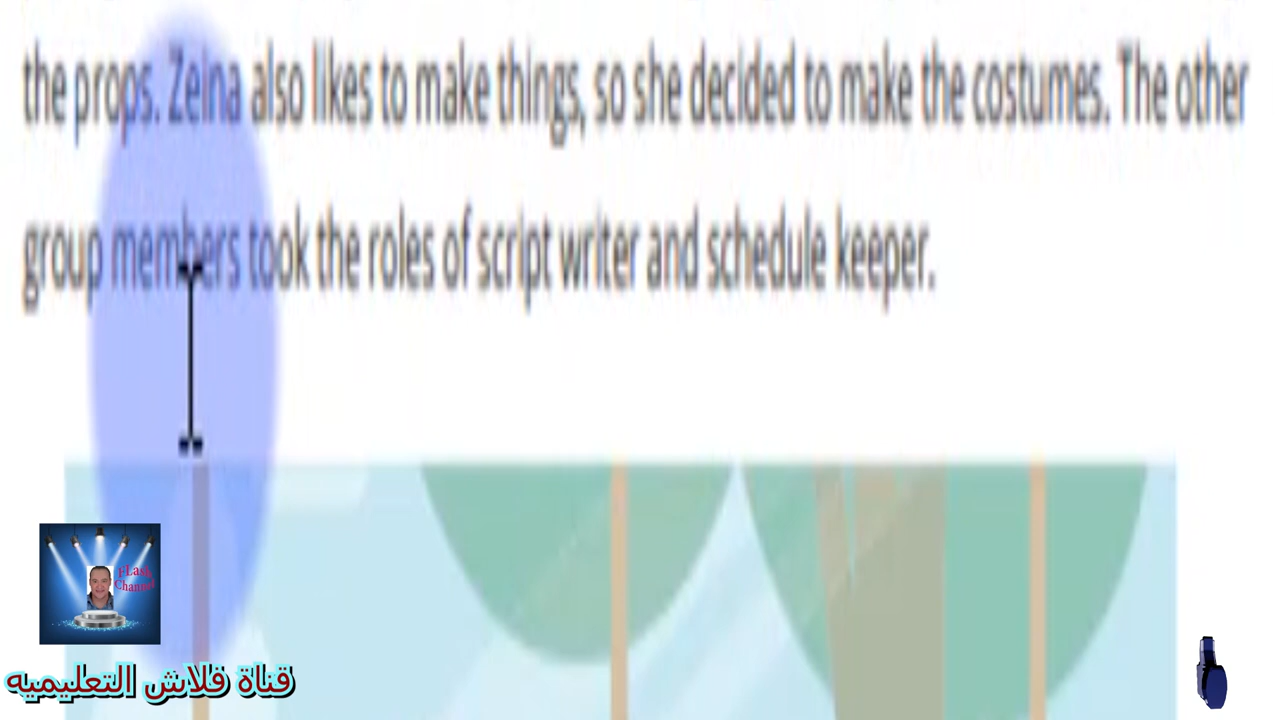 the props. Zeina also likes to make things, so she decided to make the costumes. The other
group members took the roles of script writer and schedule keeper.
FLash
Channel
قناة فلاش التعليميه